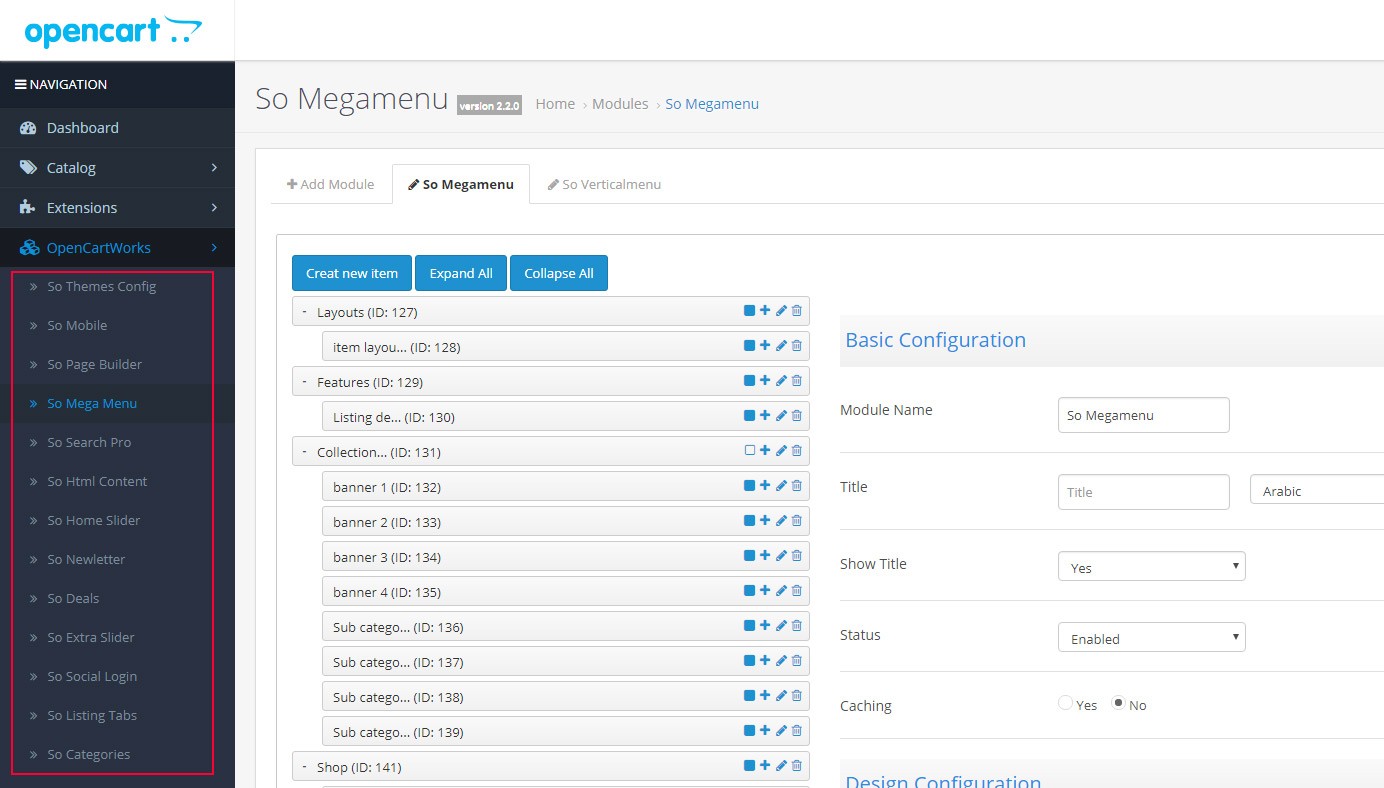 opencart
NAVIGATION
Dashboard
Catalog
Extensions
OpenCartWorks
So Themes Config
So Mobile
So Page Builder
So Mega Menu
So Search Pro
So Html Content
So Home Slider
So Newletter
So Deals
So Extra Slider
So Social Login
So Listing Tabs
So Categories
So Megamenu version 2.2.0 Home › Modules › So Megamenu
Add Module So Megamenu So Verticalmenu
Creat new item Expand All Collapse All
- Layouts (ID: 127)
item layou... (ID: 128)
- Features (ID: 129)
Listing de... (ID: 130)
- Collection... (ID: 131)
banner 1 (ID: 132)
banner 2 (ID: 133)
banner 3 (ID: 134)
banner 4 (ID: 135)
Sub catego... (ID: 136)
Sub catego... (ID: 137)
Sub catego... (ID: 138)
Sub catego... (ID: 139)
- Shop (ID: 141)
Basic Configuration
Module Name So Megamenu
Title Title Arabic
Show Title Yes
Status Enabled
Caching Yes No
Design Configuration